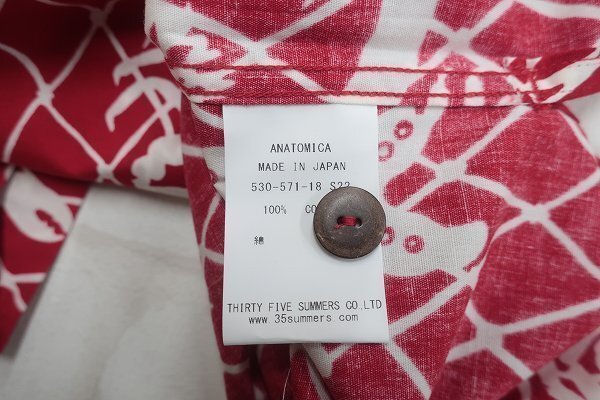 ANATOMICA
MADE IN JAPAN
530-571-18 S22
100%
綿
THIRTY FIVE SUMMERS CO.LTD
www.35summers.com